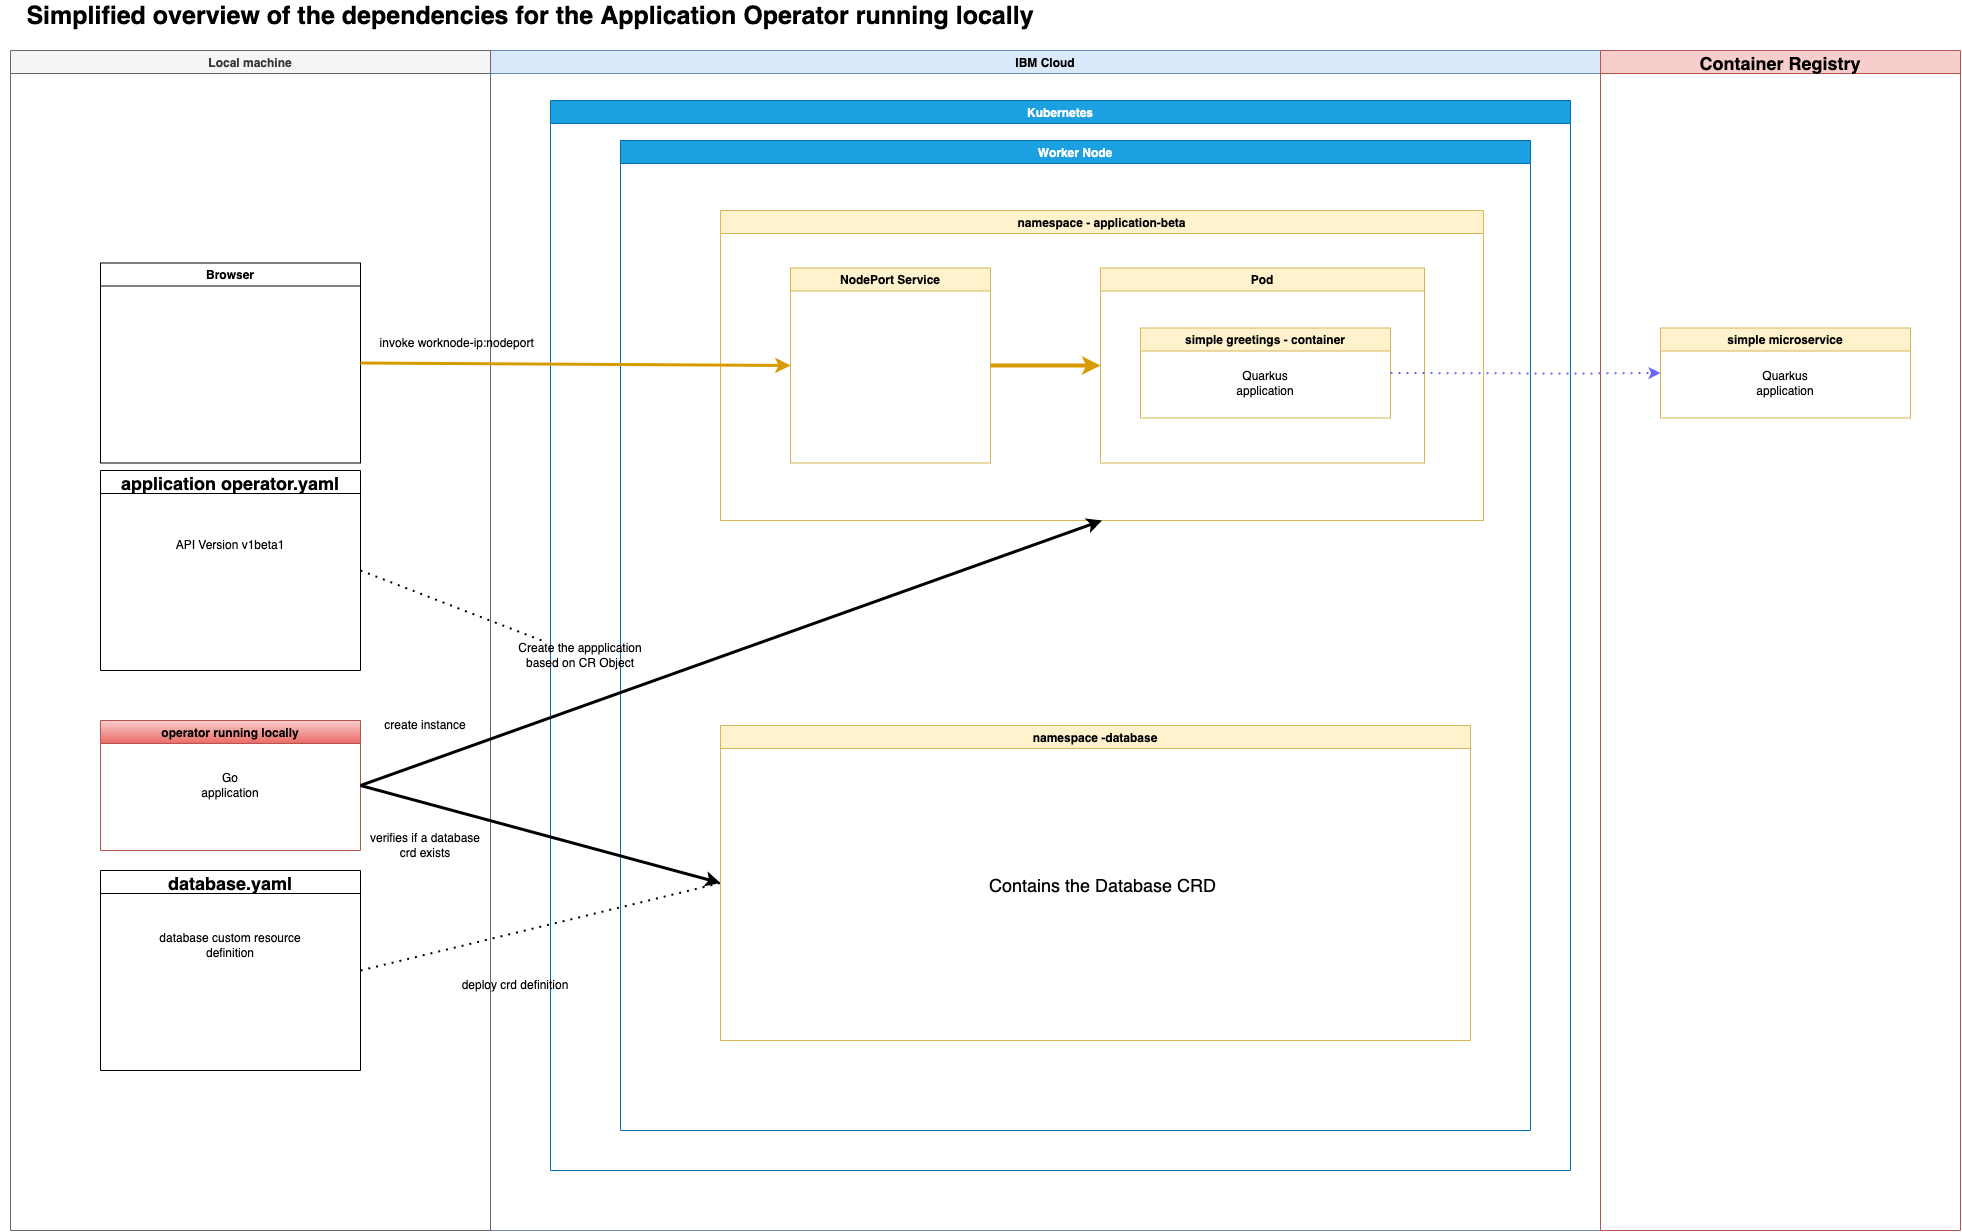 Simplified overview of the dependencies for the Application Operator running locally
Local machine
IBM Cloud
Container Registry
Kubernetes
Worker Node
namespace - application-beta
Browser
NodePort Service
Pod
invoke worknode-ip:nodeport
simple greetings - container
Quarkus
application
simple microservice
Quarkus
application
application operator.yaml
API Version v1beta1
Create the appplication
based on CR Object
create instance
operator running locally
Go
application
verifies if a database
crd exists
namespace -database
Contains the Database CRD
database.yaml
database custom resource
definition
deploy crd definition